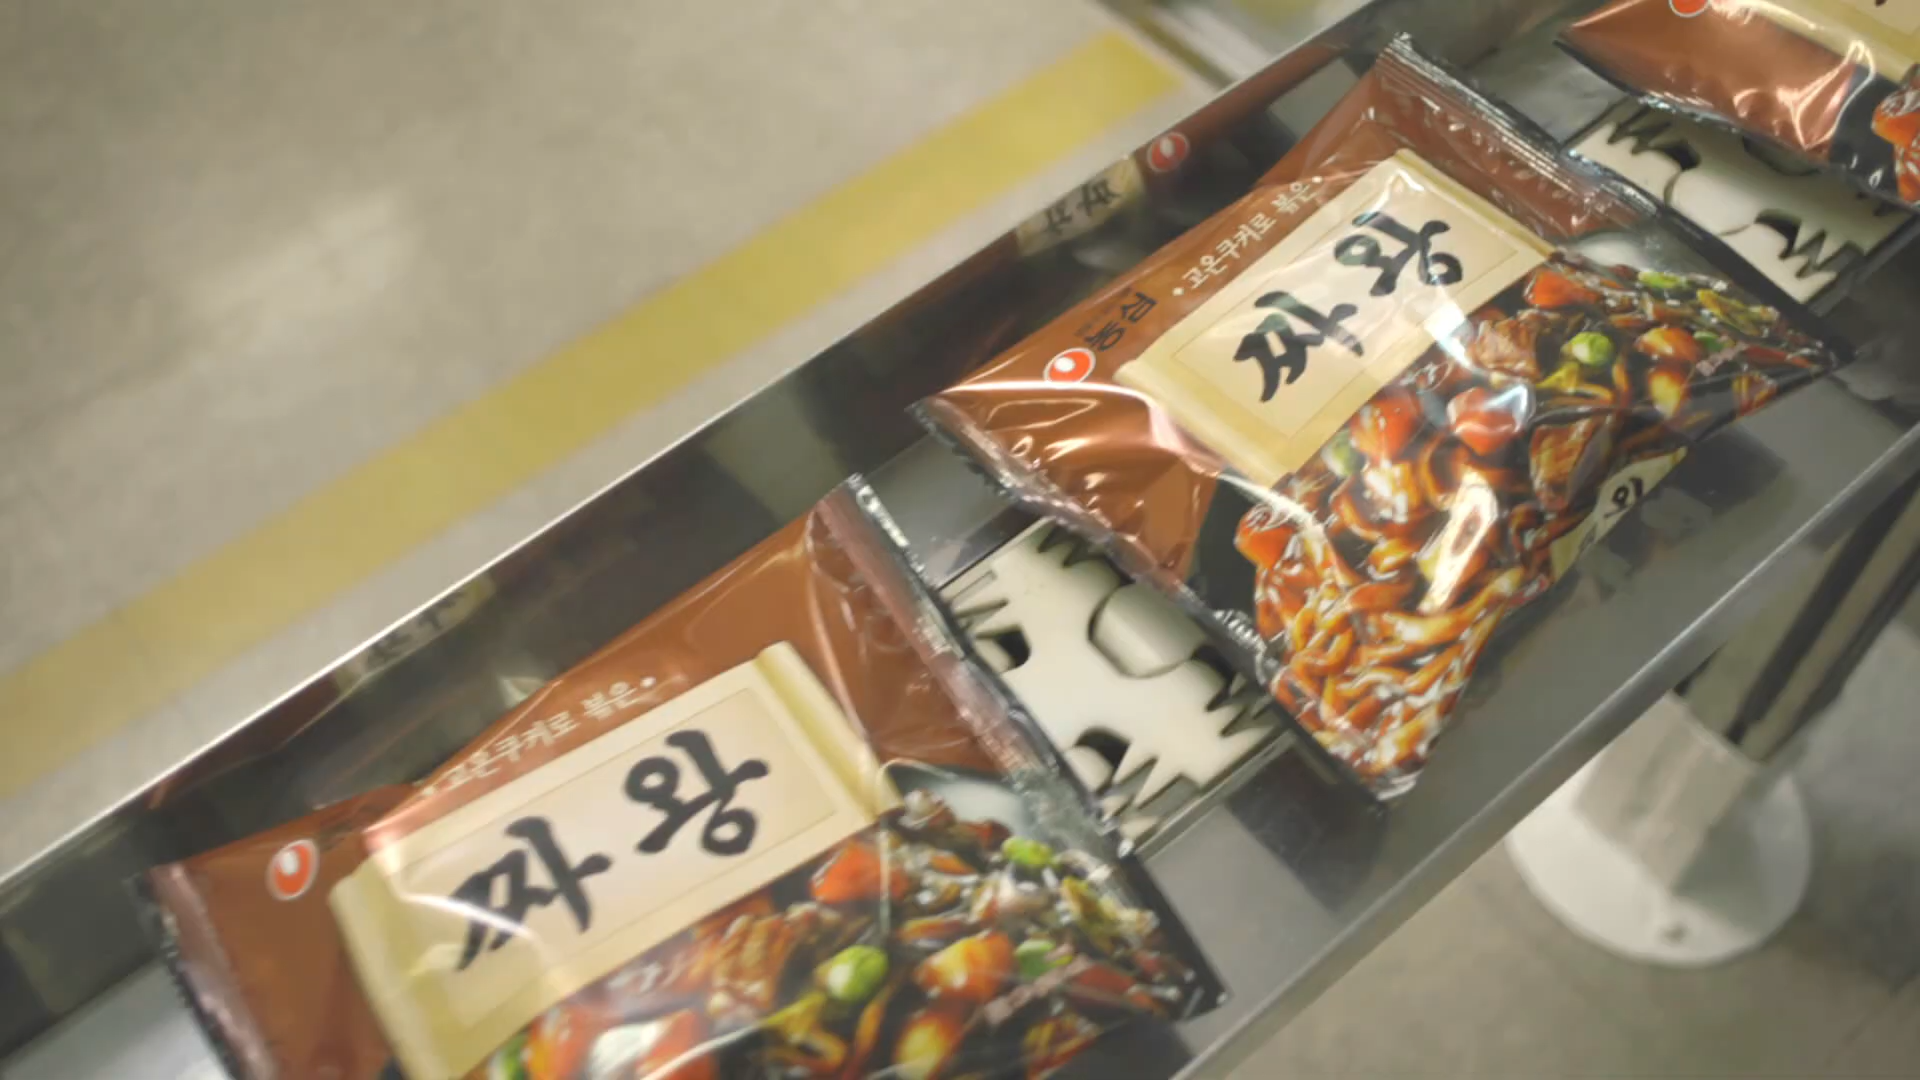 농심
• 고온쿠커로 볶은 •
짜왕
• 고온쿠커로 볶은 •
짜왕